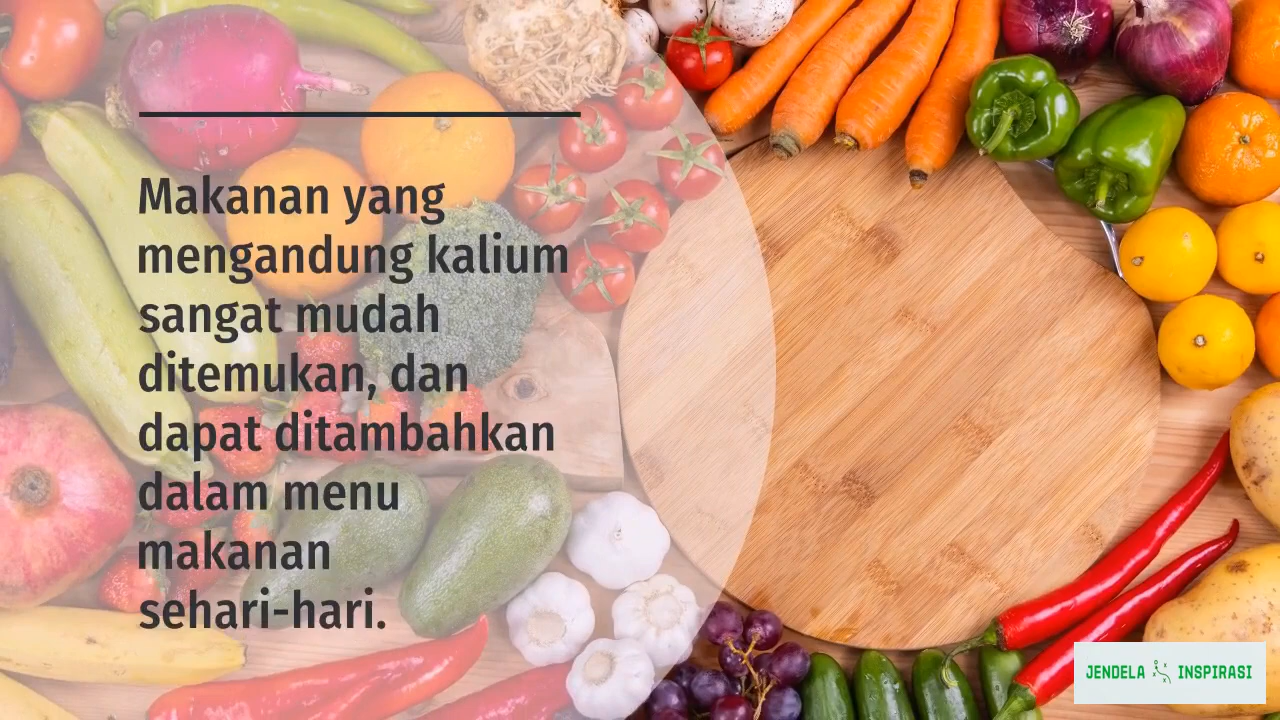 Makanan yang
mengandung kalium
sangat mudah
ditemukan, dan
dapat ditambahkan
dalam menu
makanan
sehari-hari.
JENDELA INSPIRASI